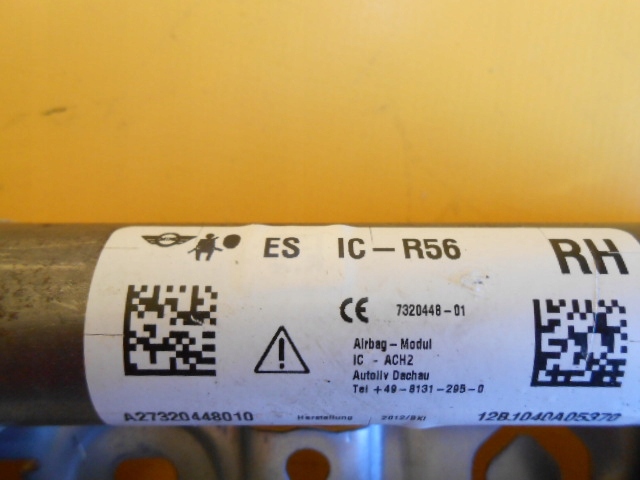 ES IC-R56 RH
CE 7320448-01
Airbag-Modul
IC - ACH2
Autoliv Dachau
Tel +49-8131-295-0
A27320448010 Herstellung 12B1040A05370